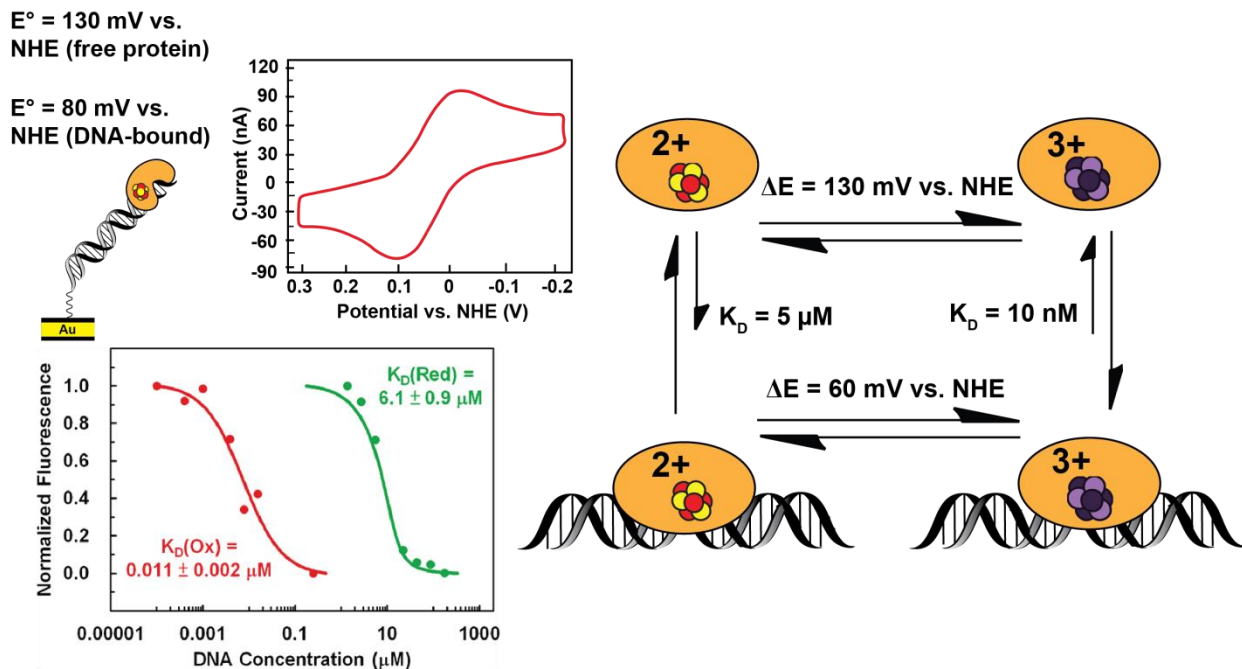 E° = 130 mV vs.
NHE (free protein)
E° = 80 mV vs.
NHE (DNA-bound)
Au
120
90
60
30
0
-30
-60
-90
Current (nA)
0.3 0.2 0.1 0 -0.1 -0.2
Potential vs. NHE (V)
1.0
0.8
0.6
0.4
0.2
0.0
Normalized Fluorescence
K_D(Red) =
6.1 ± 0.9 μM
K_D(Ox) =
0.011 ± 0.002 μM
0.00001 0.001 0.1 10 1000
DNA Concentration (μM)
2+
3+
ΔE = 130 mV vs. NHE
K_D = 5 μM
K_D = 10 nM
ΔE = 60 mV vs. NHE
2+
3+